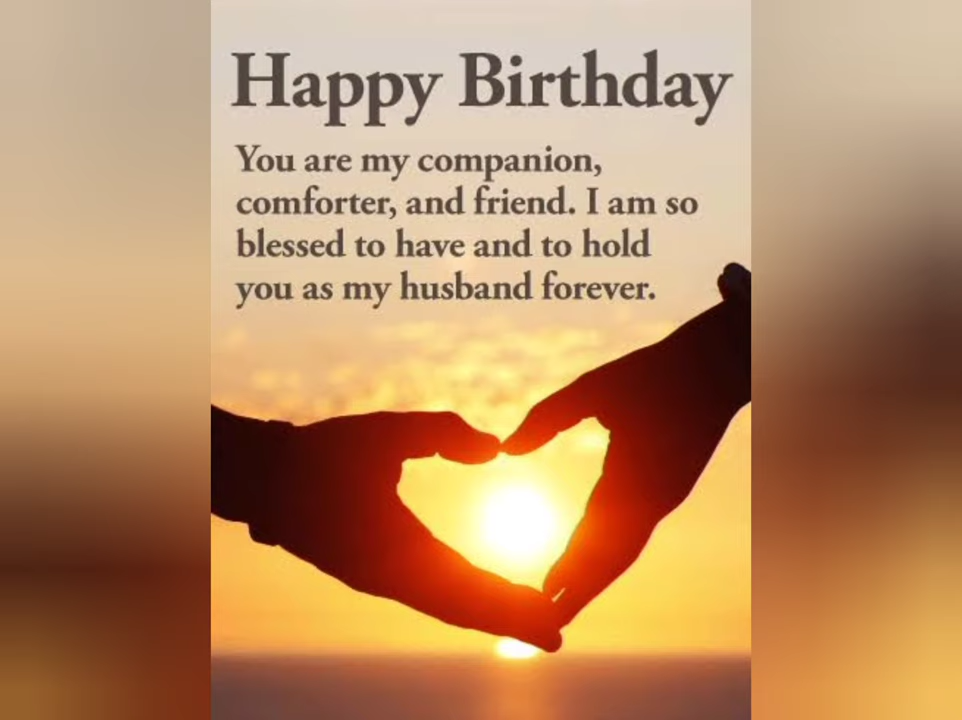 Happy Birthday
You are my companion,
comforter, and friend. I am so
blessed to have and to hold
you as my husband forever.